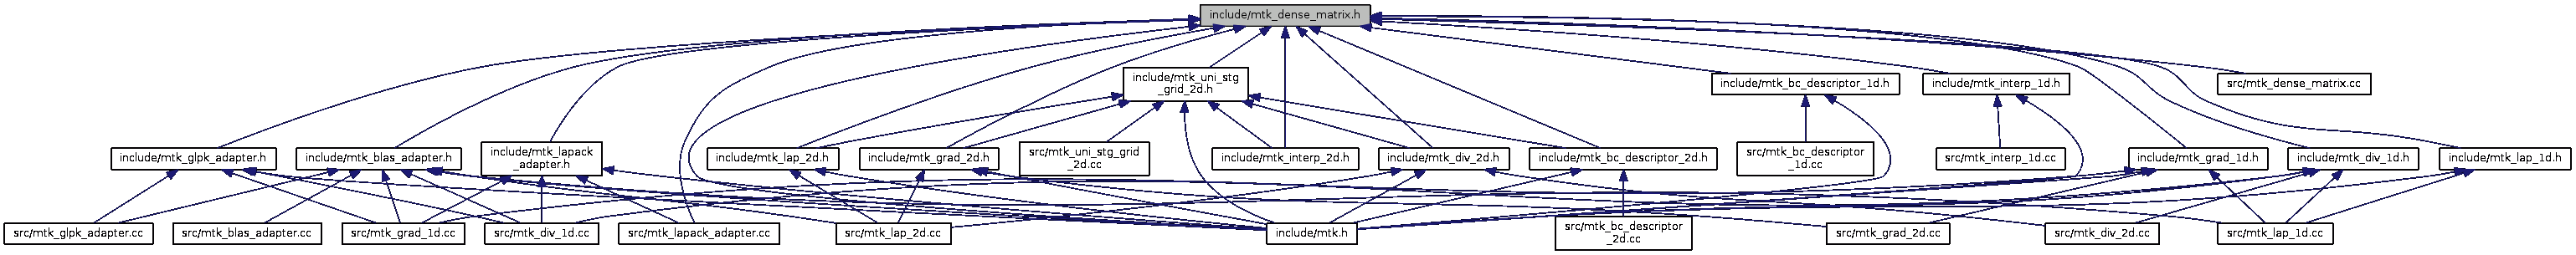 include/mtk_dense_matrix.h
include/mtk_uni_stg
_grid_2d.h
include/mtk_bc_descriptor_1d.h
include/mtk_interp_1d.h
src/mtk_dense_matrix.cc
include/mtk_glpk_adapter.h
include/mtk_blas_adapter.h
include/mtk_lapack
_adapter.h
include/mtk_lap_2d.h
include/mtk_grad_2d.h
src/mtk_uni_stg_grid
_2d.cc
include/mtk_interp_2d.h
include/mtk_div_2d.h
include/mtk_bc_descriptor_2d.h
src/mtk_bc_descriptor
_1d.cc
src/mtk_interp_1d.cc
include/mtk_grad_1d.h
include/mtk_div_1d.h
include/mtk_lap_1d.h
src/mtk_glpk_adapter.cc
src/mtk_blas_adapter.cc
src/mtk_grad_1d.cc
src/mtk_div_1d.cc
src/mtk_lapack_adapter.cc
src/mtk_lap_2d.cc
include/mtk.h
src/mtk_bc_descriptor
_2d.cc
src/mtk_grad_2d.cc
src/mtk_div_2d.cc
src/mtk_lap_1d.cc